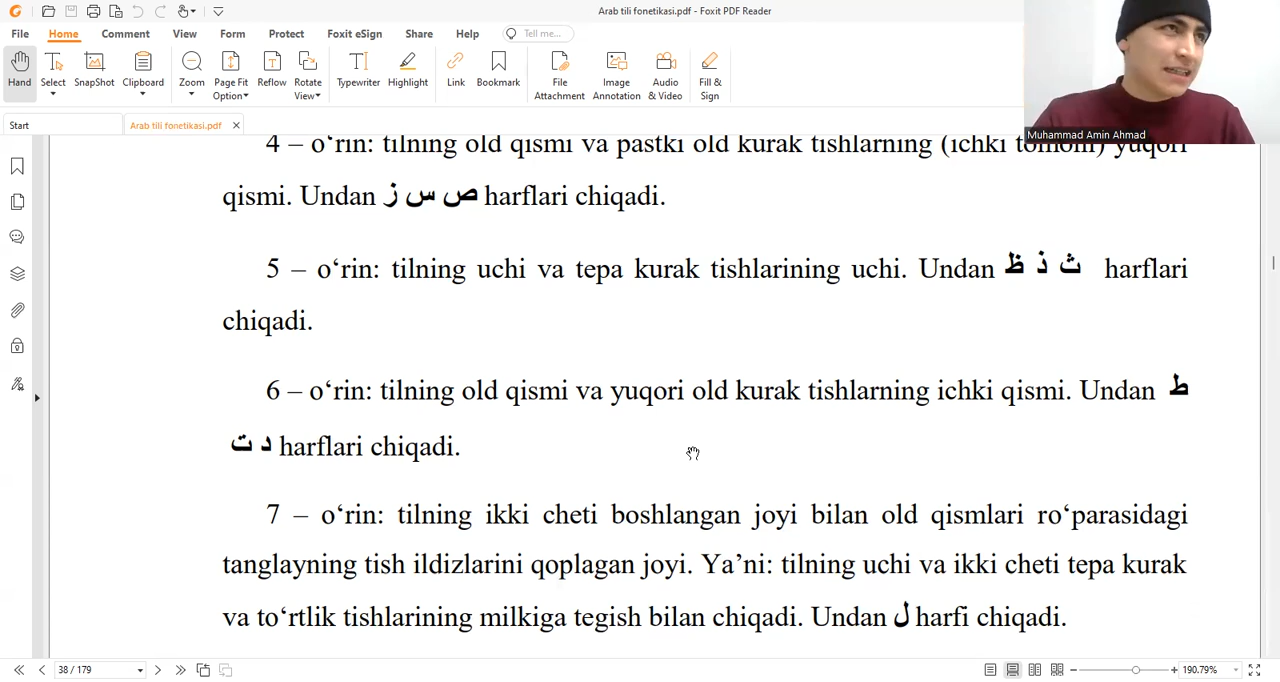 Arab tili fonetikasi.pdf - Foxit PDF Reader
File Home Comment View Form Protect Foxit eSign Share Help Tell me...
Hand Select SnapShot Clipboard Zoom Page Fit Option Reflow Rotate View Typewriter Highlight Link Bookmark File Attachment Image Annotation Audio & Video Fill & Sign
Muhammad Amin Ahmad
Start Arab tili fonetikasi.pdf
4 – o‘rin: tilning old qismi va pastki old kurak tishlarning (ichki tomoni) yuqori
qismi. Undan ص س ز harflari chiqadi.
5 – o‘rin: tilning uchi va tepa kurak tishlarining uchi. Undan ث ذ ظ harflari
chiqadi.
6 – o‘rin: tilning old qismi va yuqori old kurak tishlarning ichki qismi. Undan ط
د ت harflari chiqadi.
7 – o‘rin: tilning ikki cheti boshlangan joyi bilan old qismlari ro‘parasidagi
tanglayning tish ildizlarini qoplagan joyi. Ya’ni: tilning uchi va ikki cheti tepa kurak
va to‘rtlik tishlarining milkiga tegish bilan chiqadi. Undan ل harfi chiqadi.
38 / 179 190.79%